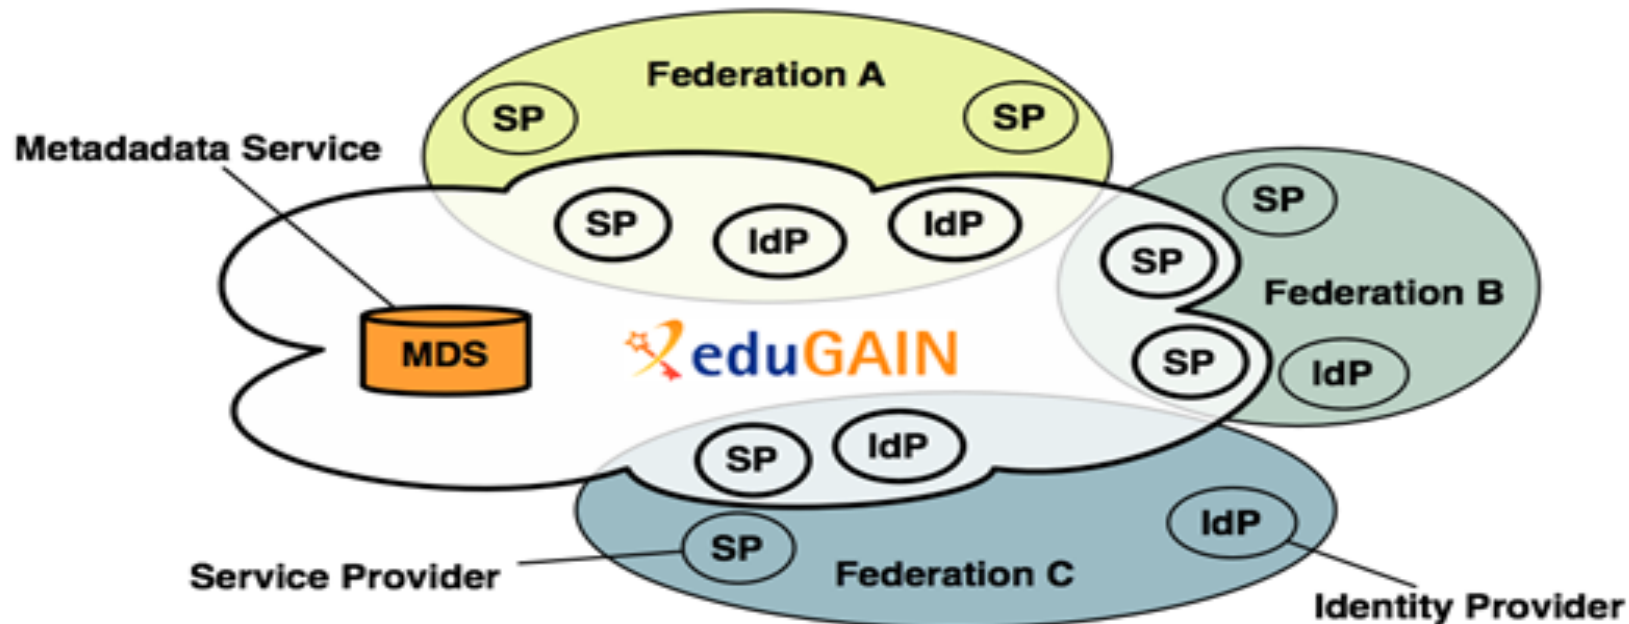 Federation A
SP
SP
Metadadata Service
SP
IdP
IdP
SP
SP
Federation B
MDS
eduGAIN
SP
IdP
SP
IdP
SP
IdP
Service Provider
Federation C
Identity Provider